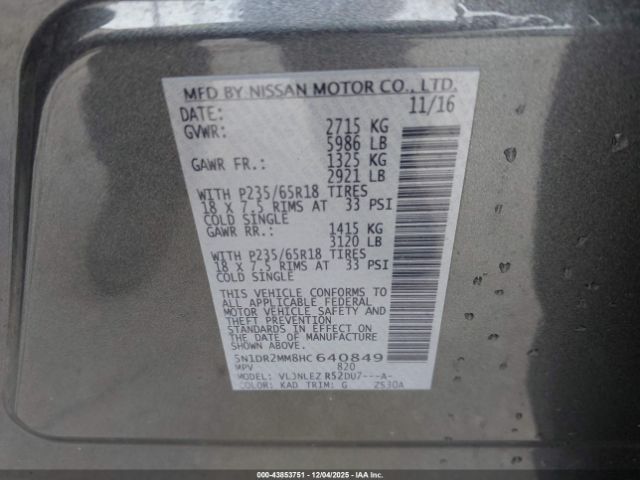 MFD BY NISSAN MOTOR CO., LTD.
DATE: 11/16
GVWR: 2715 KG
5986 LB
GAWR FR.: 1325 KG
2921 LB
WITH P235/65R18 TIRES
18 X 7.5 RIMS AT 33 PSI
COLD SINGLE
GAWR RR.: 1415 KG
3120 LB
WITH P235/65R18 TIRES
18 X 7.5 RIMS AT 33 PSI
COLD SINGLE
THIS VEHICLE CONFORMS TO
ALL APPLICABLE FEDERAL
MOTOR VEHICLE SAFETY AND
THEFT PREVENTION
STANDARDS IN EFFECT ON
THE DATE OF MANUFACTURE
SHOWN ABOVE.
5N1DR2MM8HC640849
MPV 820
MODEL: VLJNLEZ R52DU7---A-
COLOR: KAD TRIM: G ZS30A
000-43853751 - 12/04/2025 - IAA Inc.